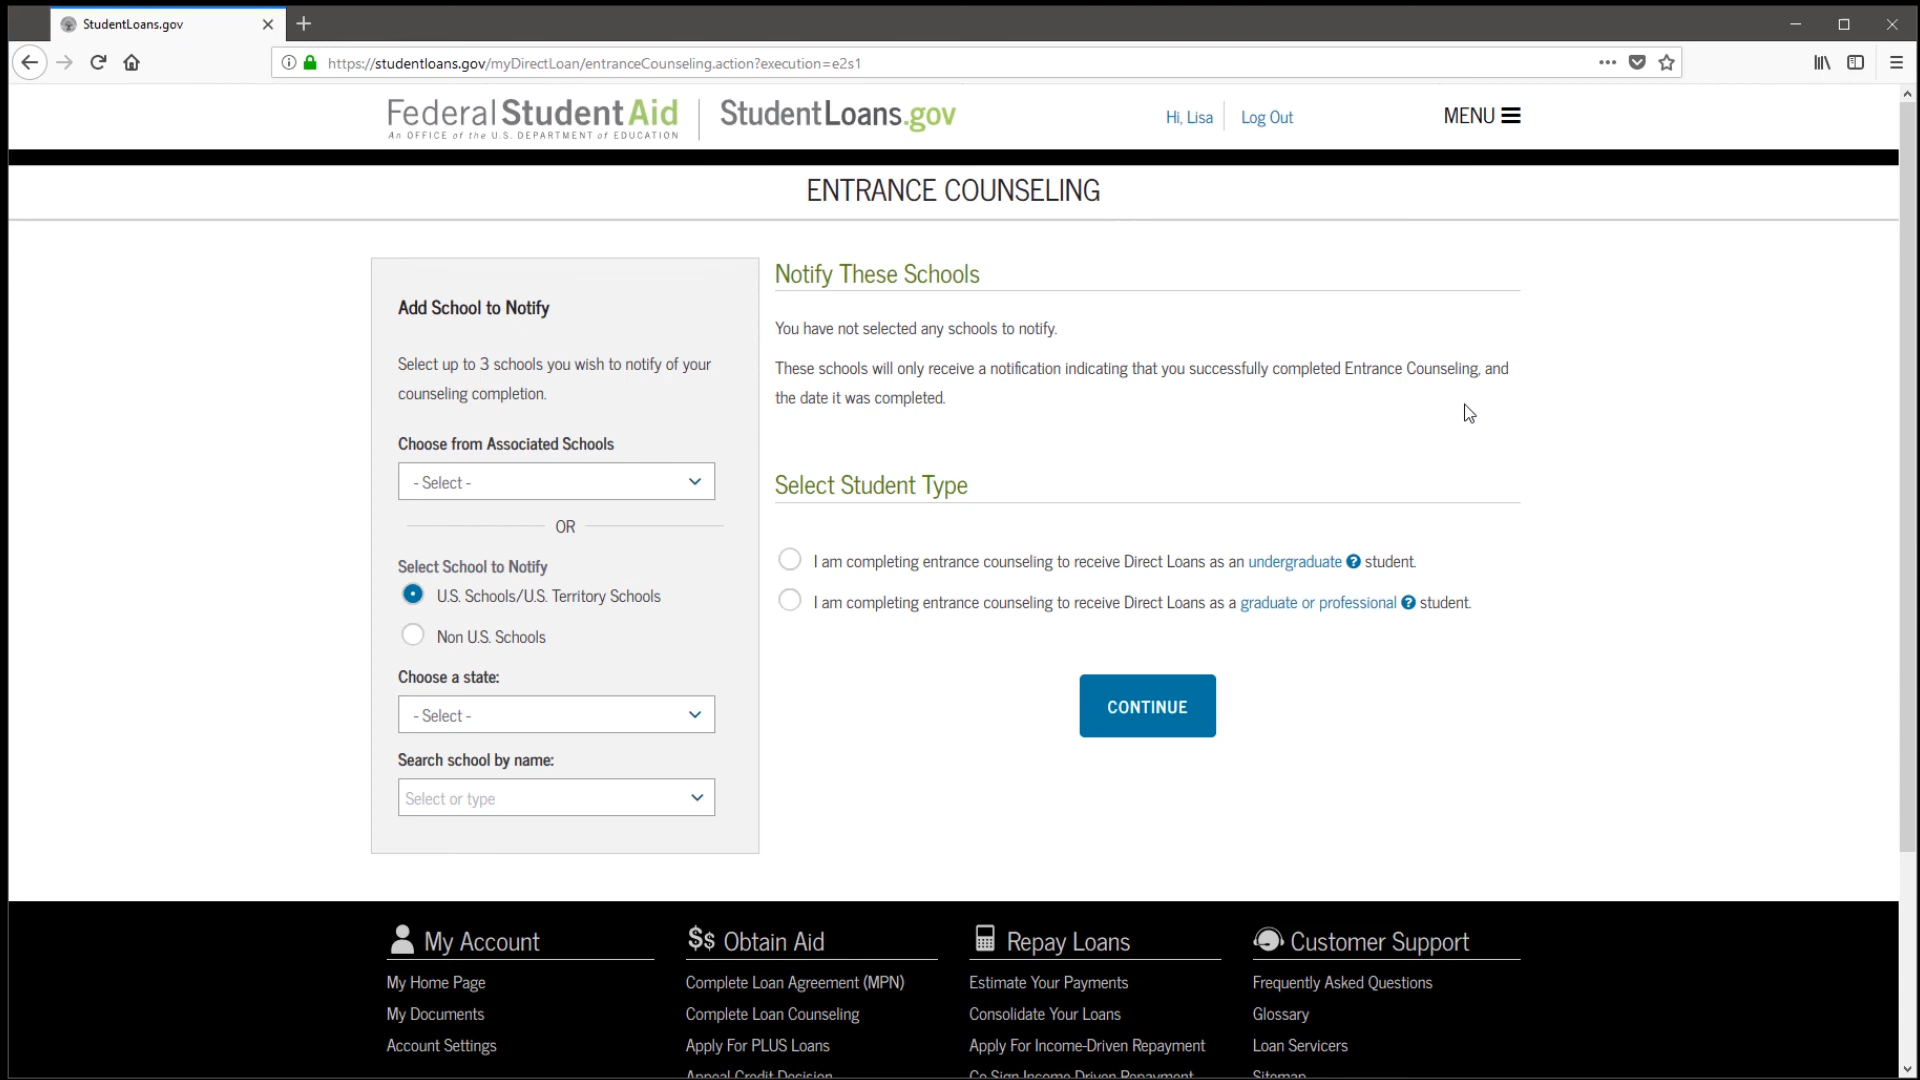 StudentLoans.gov
https://studentloans.gov/myDirectLoan/entranceCounseling.action?execution=e2s1
Federal Student Aid
An OFFICE of the U.S. DEPARTMENT of EDUCATION
StudentLoans.gov
Hi, Lisa
Log Out
MENU
ENTRANCE COUNSELING
Add School to Notify
Select up to 3 schools you wish to notify of your
counseling completion.
Choose from Associated Schools
- Select -
OR
Select School to Notify
U.S. Schools/U.S. Territory Schools
Non U.S. Schools
Choose a state:
- Select -
Search school by name:
Select or type
Notify These Schools
You have not selected any schools to notify.
These schools will only receive a notification indicating that you successfully completed Entrance Counseling, and
the date it was completed.
Select Student Type
I am completing entrance counseling to receive Direct Loans as an undergraduate ? student.
I am completing entrance counseling to receive Direct Loans as a graduate or professional ? student.
CONTINUE
My Account
My Home Page
My Documents
Account Settings
$$ Obtain Aid
Complete Loan Agreement (MPN)
Complete Loan Counseling
Apply For PLUS Loans
Appeal Credit Decision
Repay Loans
Estimate Your Payments
Consolidate Your Loans
Apply For Income-Driven Repayment
Co-Sign Income-Driven Repayment
Customer Support
Frequently Asked Questions
Glossary
Loan Servicers
Sitemap